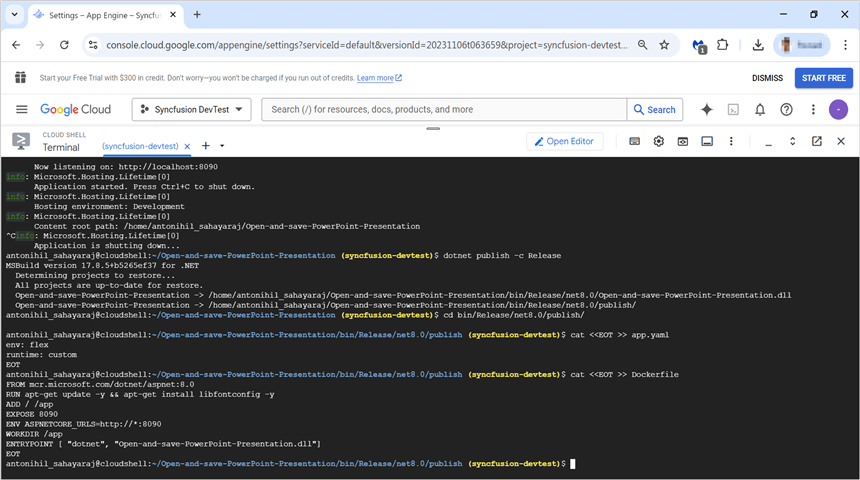 Settings – App Engine – Syncfu
console.cloud.google.com/appengine/settings?serviceId=default&versionId=20231106t063659&project=syncfusion-devtest...
1
Start your Free Trial with $300 in credit. Don't worry—you won't be charged if you run out of credits. Learn more
DISMISS
START FREE
Google Cloud
Syncfusion DevTest
Search (/) for resources, docs, products, and more
Search
CLOUD SHELL
Terminal
(syncfusion-devtest)
Open Editor
Now listening on: http://localhost:8090
info: Microsoft.Hosting.Lifetime[0]
Application started. Press Ctrl+C to shut down.
info: Microsoft.Hosting.Lifetime[0]
Hosting environment: Development
info: Microsoft.Hosting.Lifetime[0]
Content root path: /home/antonihil_sahayaraj/Open-and-save-PowerPoint-Presentation
^Cinfo: Microsoft.Hosting.Lifetime[0]
Application is shutting down...
antonihil_sahayaraj@cloudshell:~/Open-and-save-PowerPoint-Presentation (syncfusion-devtest)$ dotnet publish -c Release
MSBuild version 17.8.5+b5265ef37 for .NET
Determining projects to restore...
All projects are up-to-date for restore.
Open-and-save-PowerPoint-Presentation -> /home/antonihil_sahayaraj/Open-and-save-PowerPoint-Presentation/bin/Release/net8.0/Open-and-save-PowerPoint-Presentation.dll
Open-and-save-PowerPoint-Presentation -> /home/antonihil_sahayaraj/Open-and-save-PowerPoint-Presentation/bin/Release/net8.0/publish/
antonihil_sahayaraj@cloudshell:~/Open-and-save-PowerPoint-Presentation (syncfusion-devtest)$ cd bin/Release/net8.0/publish/
antonihil_sahayaraj@cloudshell:~/Open-and-save-PowerPoint-Presentation/bin/Release/net8.0/publish (syncfusion-devtest)$ cat <<EOT >> app.yaml
env: flex
runtime: custom
EOT
antonihil_sahayaraj@cloudshell:~/Open-and-save-PowerPoint-Presentation/bin/Release/net8.0/publish (syncfusion-devtest)$ cat <<EOT >> Dockerfile
FROM mcr.microsoft.com/dotnet/aspnet:8.0
RUN apt-get update -y && apt-get install libfontconfig -y
ADD / /app
EXPOSE 8090
ENV ASPNETCORE_URLS=http://*:8090
WORKDIR /app
ENTRYPOINT [ "dotnet", "Open-and-save-PowerPoint-Presentation.dll"]
EOT
antonihil_sahayaraj@cloudshell:~/Open-and-save-PowerPoint-Presentation/bin/Release/net8.0/publish (syncfusion-devtest)$